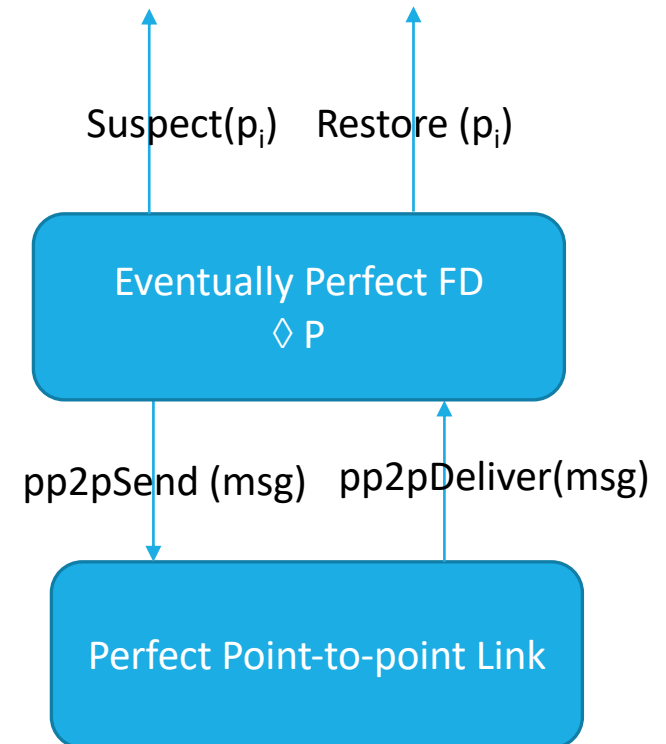 Suspect(pi) Restore (pi)
Eventually Perfect FD
◊ P
pp2pSend (msg) pp2pDeliver(msg)
Perfect Point-to-point Link